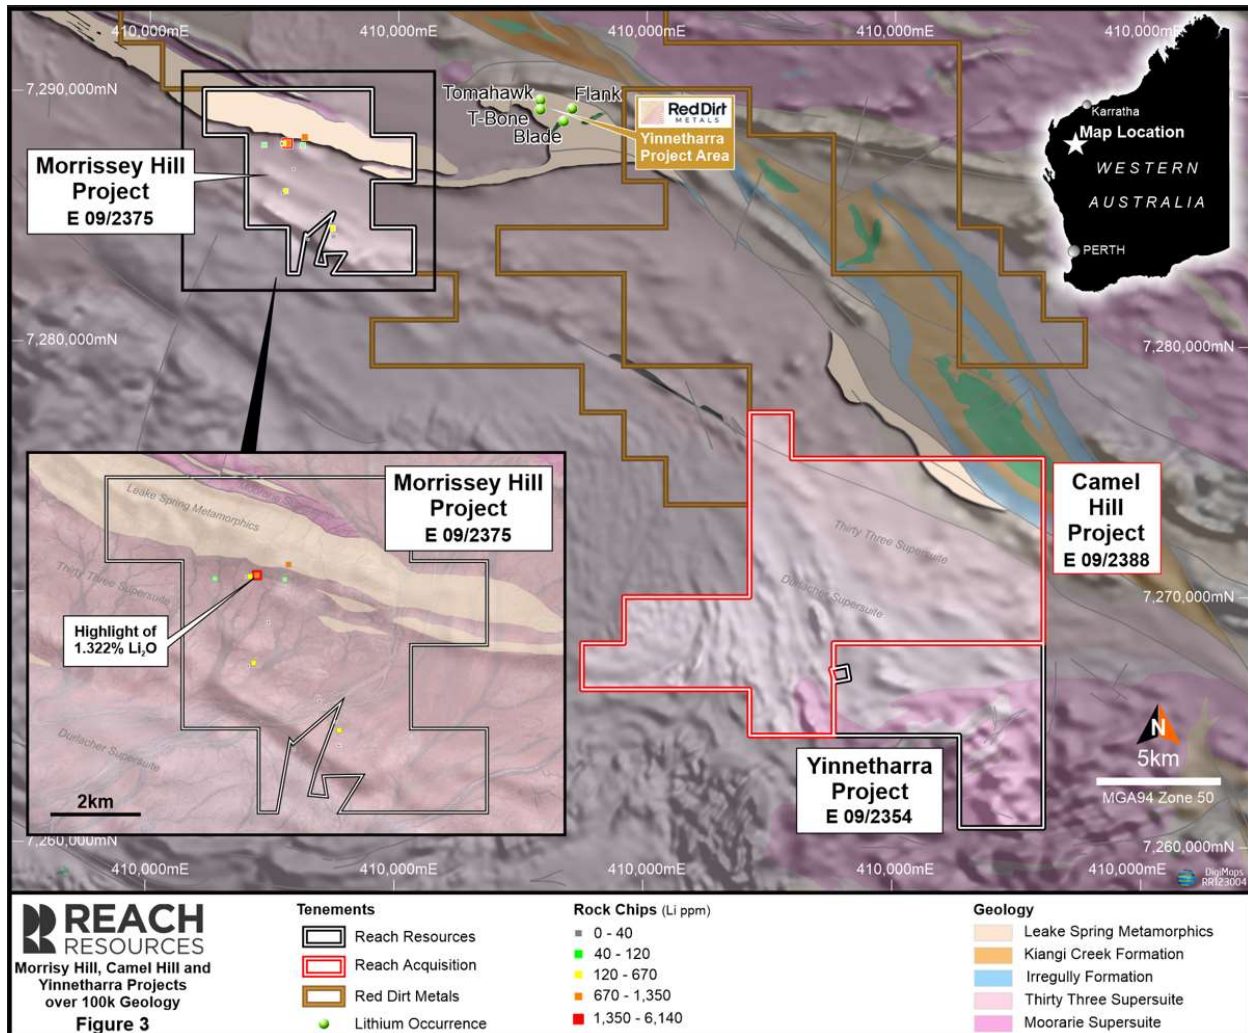 410,000mE
410,000mE
410,000mE
410,000mE
7,290,000mN
Tomahawk
Flank
T-Bone
Blade
RedDirt
METALS
Yinnetharra
Project Area
Karratha
Map Location
WESTERN
AUSTRALIA
PERTH
Morrissey Hill
Project
E 09/2375
7,280,000mN
7,280,000mN
Leake Spring Metamorphics
Morrissey Hill
Project
E 09/2375
Thirty Three Supersuite
Highlight of
1.322% Li₂O
Durlacher Supersuite
2km
Thirty Three Supersuite
Durlacher Supersuite
Camel
Hill
Project
E 09/2388
7,270,000mN
N
5km
MGA94 Zone 50
Yinnetharra
Project
E 09/2354
7,260,000mN
7,260,000mN
410,000mE
410,000mE
410,000mE
410,000mE
410,000mE
DigiMaps
RR123004
REACH
RESOURCES
Morrisy Hill, Camel Hill and
Yinnetharra Projects
over 100k Geology
Figure 3
Tenements
Reach Resources
Reach Acquisition
Red Dirt Metals
Lithium Occurrence
Rock Chips (Li ppm)
0 - 40
40 - 120
120 - 670
670 - 1,350
1,350 - 6,140
Geology
Leake Spring Metamorphics
Kiangi Creek Formation
Irregully Formation
Thirty Three Supersuite
Moorarie Supersuite